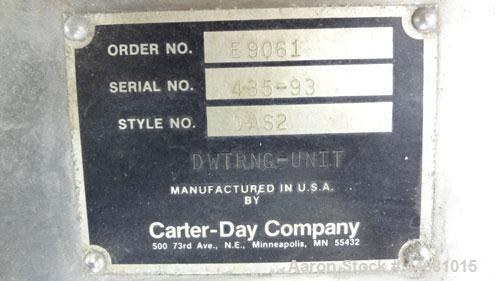 ORDER NO. E9061
SERIAL NO. 435-93
STYLE NO. DAS2
DWTRNG-UNIT
MANUFACTURED IN U.S.A.
BY
Carter-Day Company
500 73rd Ave., N.E., Minneapolis, MN 55432
Aaron Stock